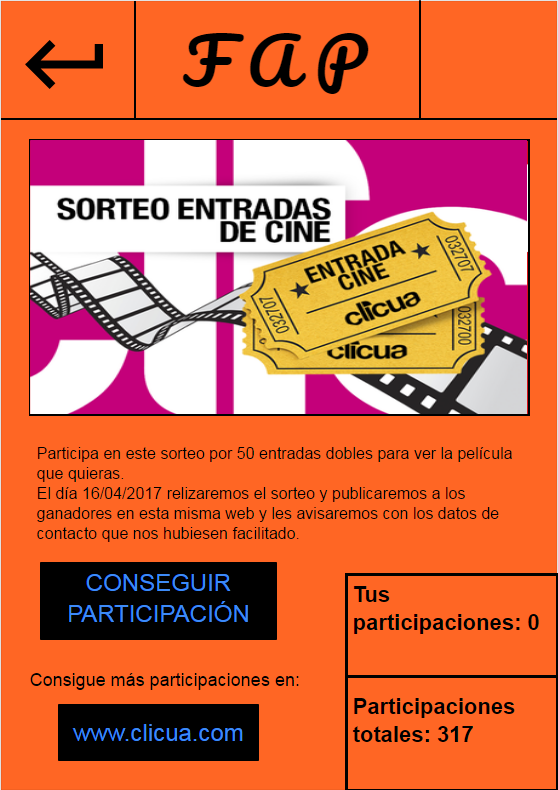 FAP
SORTEO ENTRADAS
DE CINE
ENTRADA
CINE
clicua
032707
032707
clicua
032700
Participa en este sorteo por 50 entradas dobles para ver la película
que quieras.
El día 16/04/2017 relizaremos el sorteo y publicaremos a los
ganadores en esta misma web y les avisaremos con los datos de
contacto que nos hubiesen facilitado.
CONSEGUIR
PARTICIPACIÓN
Tus
participaciones: 0
Consigue más participaciones en:
www.clicua.com
Participaciones
totales: 317